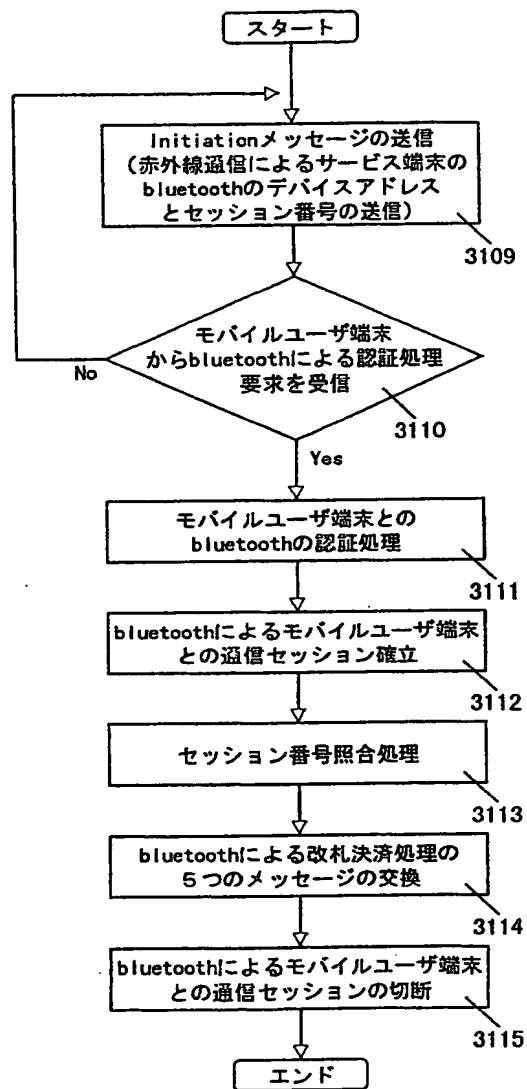 スタート
Initiationメッセージの送信
(赤外線通信によるサービス端末の
bluetoothのデバイスアドレス
とセッション番号の送信)
3109
モバイルユーザ端末
からbluetoothによる認証処理
要求を受信
No
3110
Yes
モバイルユーザ端末との
bluetoothの認証処理
3111
bluetoothによるモバイルユーザ端末
との通信セッション確立
3112
セッション番号照合処理
3113
bluetoothによる改札決済処理の
5つのメッセージの交換
3114
bluetoothによるモバイルユーザ端末
との通信セッションの切断
3115
エンド